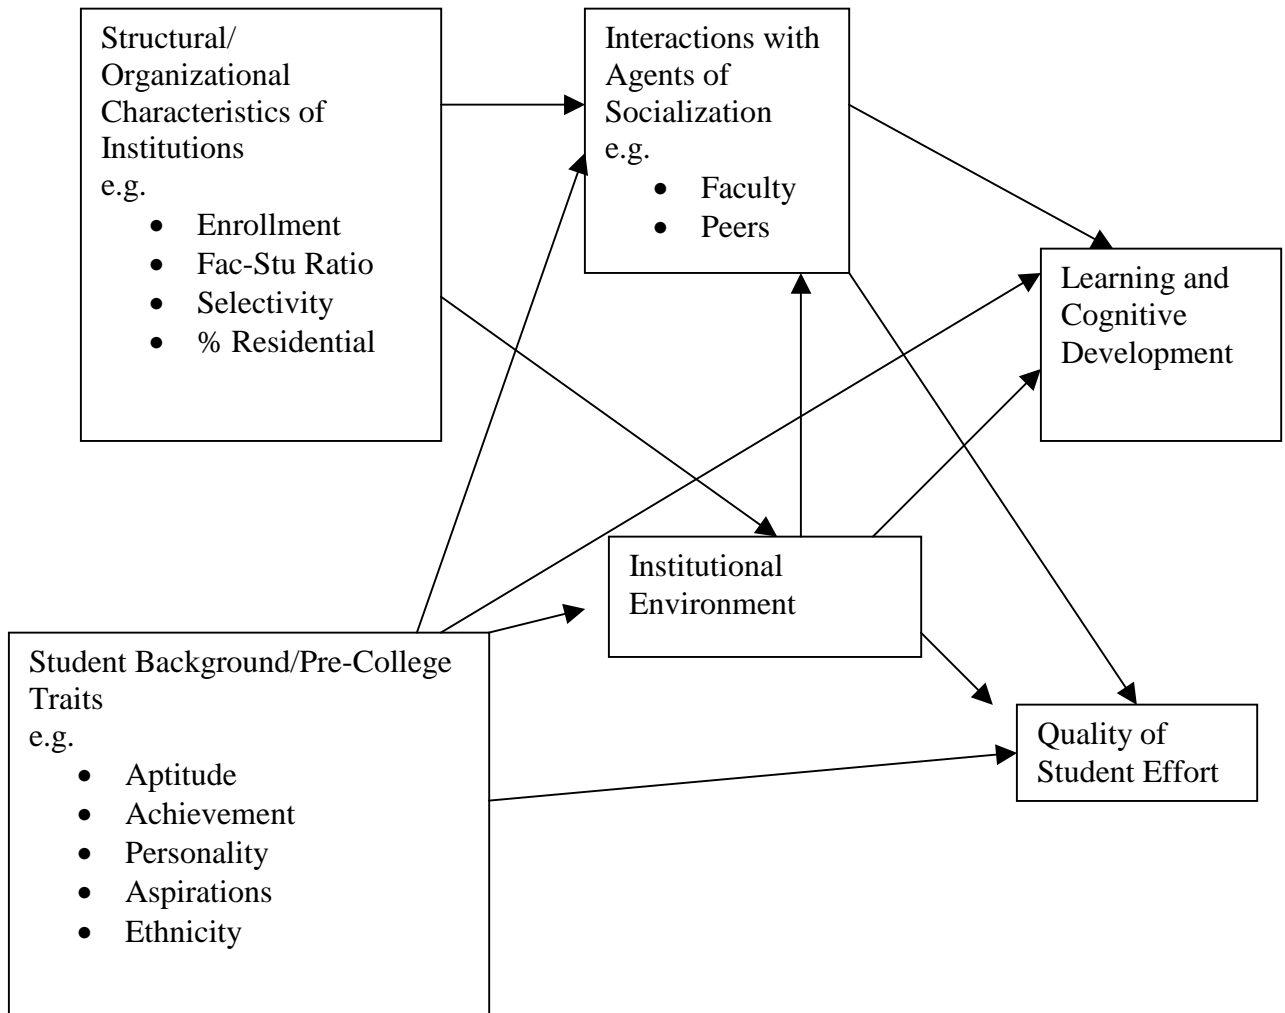 Structural/
Organizational
Characteristics of
Institutions
e.g.
• Enrollment
• Fac-Stu Ratio
• Selectivity
• % Residential
Interactions with
Agents of
Socialization
e.g.
• Faculty
• Peers
Learning and
Cognitive
Development
Institutional
Environment
Student Background/Pre-College
Traits
e.g.
• Aptitude
• Achievement
• Personality
• Aspirations
• Ethnicity
Quality of
Student Effort